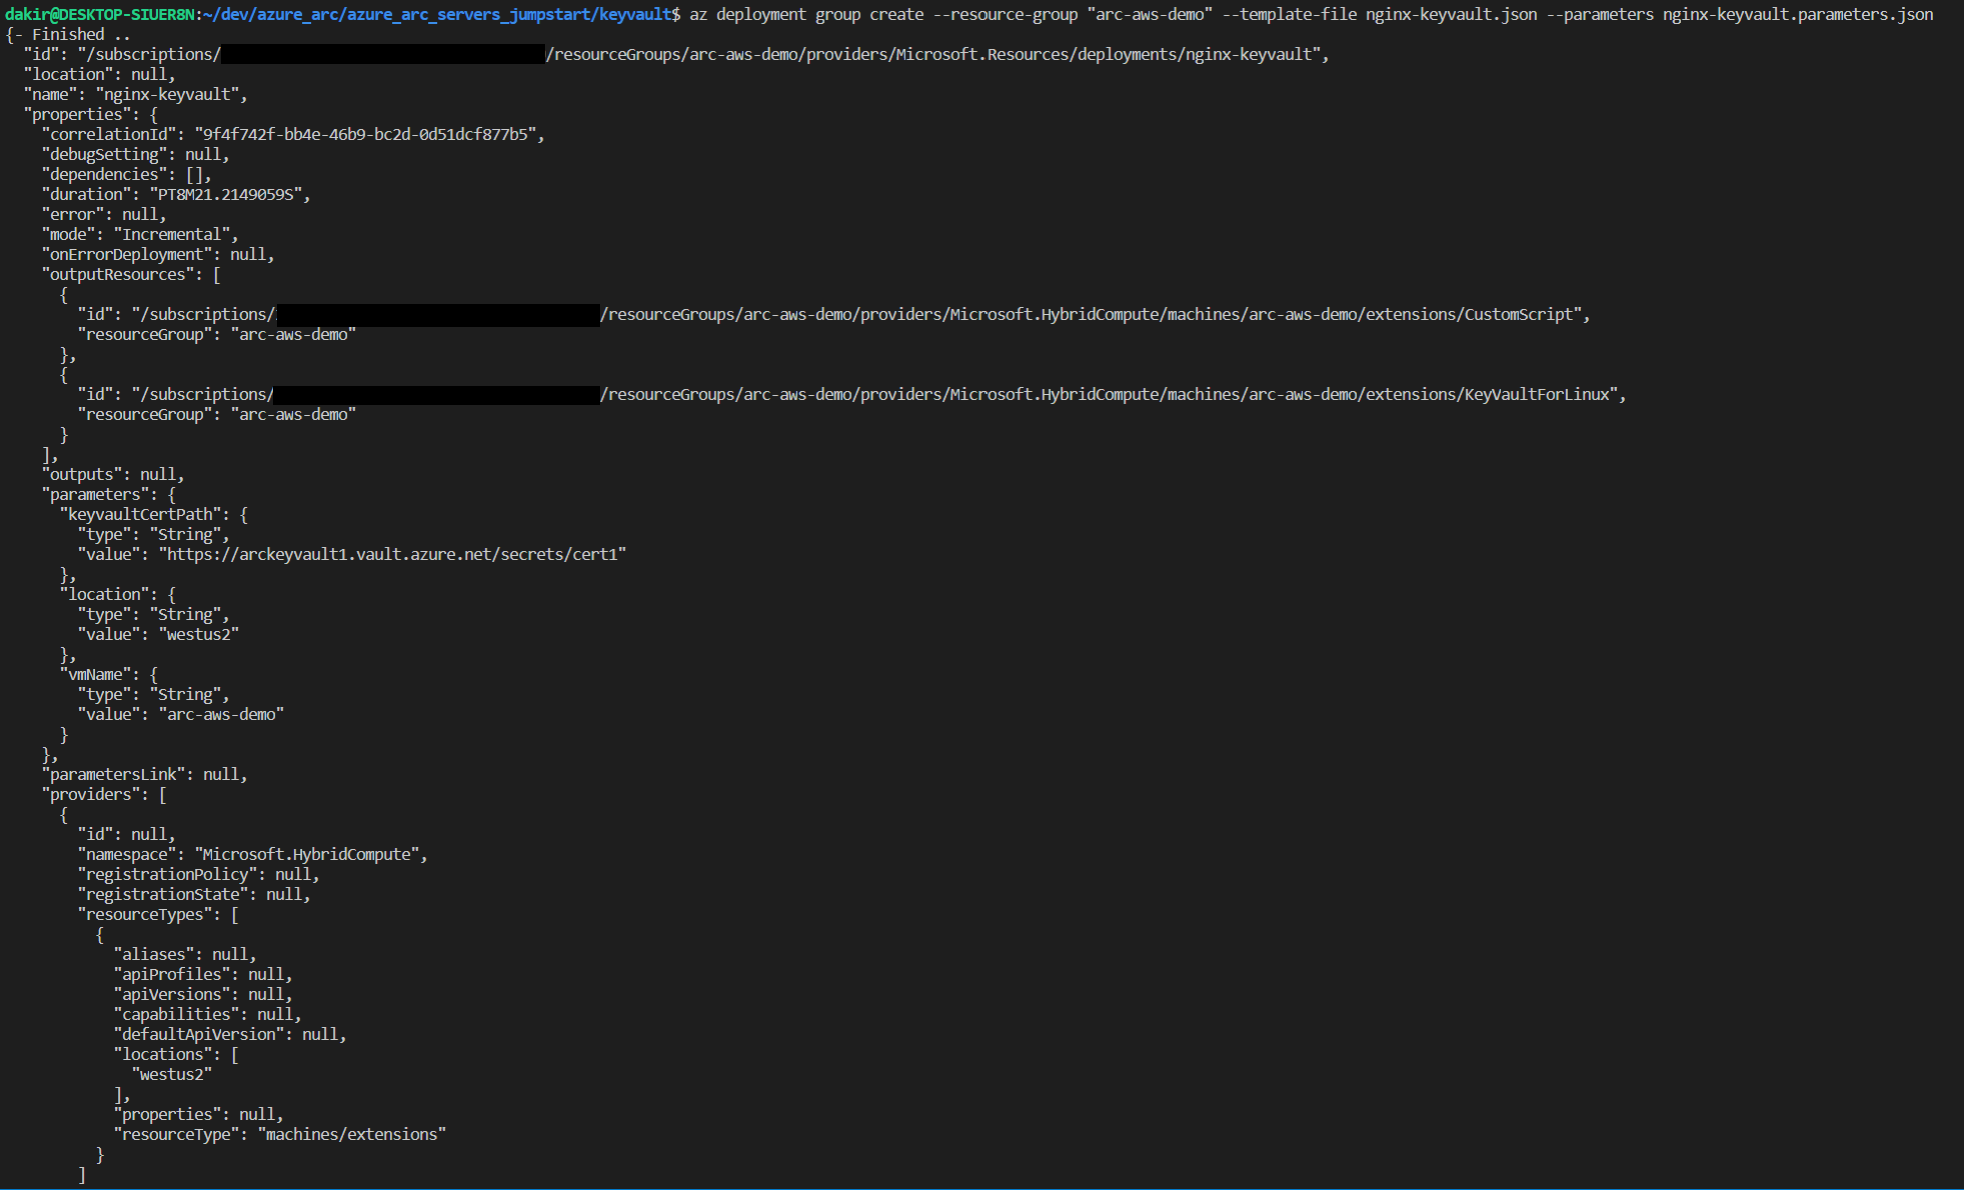 dakir@DESKTOP-SIUER8N:~/dev/azure_arc/azure_arc_servers_jumpstart/keyvault$ az deployment group create --resource-group "arc-aws-demo" --template-file nginx-keyvault.json --parameters nginx-keyvault.parameters.json
{- Finished ..
  "id": "/subscriptions/ /resourceGroups/arc-aws-demo/providers/Microsoft.Resources/deployments/nginx-keyvault",
  "location": null,
  "name": "nginx-keyvault",
  "properties": {
    "correlationId": "9f4f742f-bb4e-46b9-bc2d-0d51dcf877b5",
    "debugSetting": null,
    "dependencies": [],
    "duration": "PT8M21.2149059S",
    "error": null,
    "mode": "Incremental",
    "onErrorDeployment": null,
    "outputResources": [
      {
        "id": "/subscriptions/ /resourceGroups/arc-aws-demo/providers/Microsoft.HybridCompute/machines/arc-aws-demo/extensions/CustomScript",
        "resourceGroup": "arc-aws-demo"
      },
      {
        "id": "/subscriptions/ /resourceGroups/arc-aws-demo/providers/Microsoft.HybridCompute/machines/arc-aws-demo/extensions/KeyVaultForLinux",
        "resourceGroup": "arc-aws-demo"
      }
    ],
    "outputs": null,
    "parameters": {
      "keyvaultCertPath": {
        "type": "String",
        "value": "https://arckeyvault1.vault.azure.net/secrets/cert1"
      },
      "location": {
        "type": "String",
        "value": "westus2"
      },
      "vmName": {
        "type": "String",
        "value": "arc-aws-demo"
      }
    },
    "parametersLink": null,
    "providers": [
      {
        "id": null,
        "namespace": "Microsoft.HybridCompute",
        "registrationPolicy": null,
        "registrationState": null,
        "resourceTypes": [
          {
            "aliases": null,
            "apiProfiles": null,
            "apiVersions": null,
            "capabilities": null,
            "defaultApiVersion": null,
            "locations": [
              "westus2"
            ],
            "properties": null,
            "resourceType": "machines/extensions"
          }
        ]